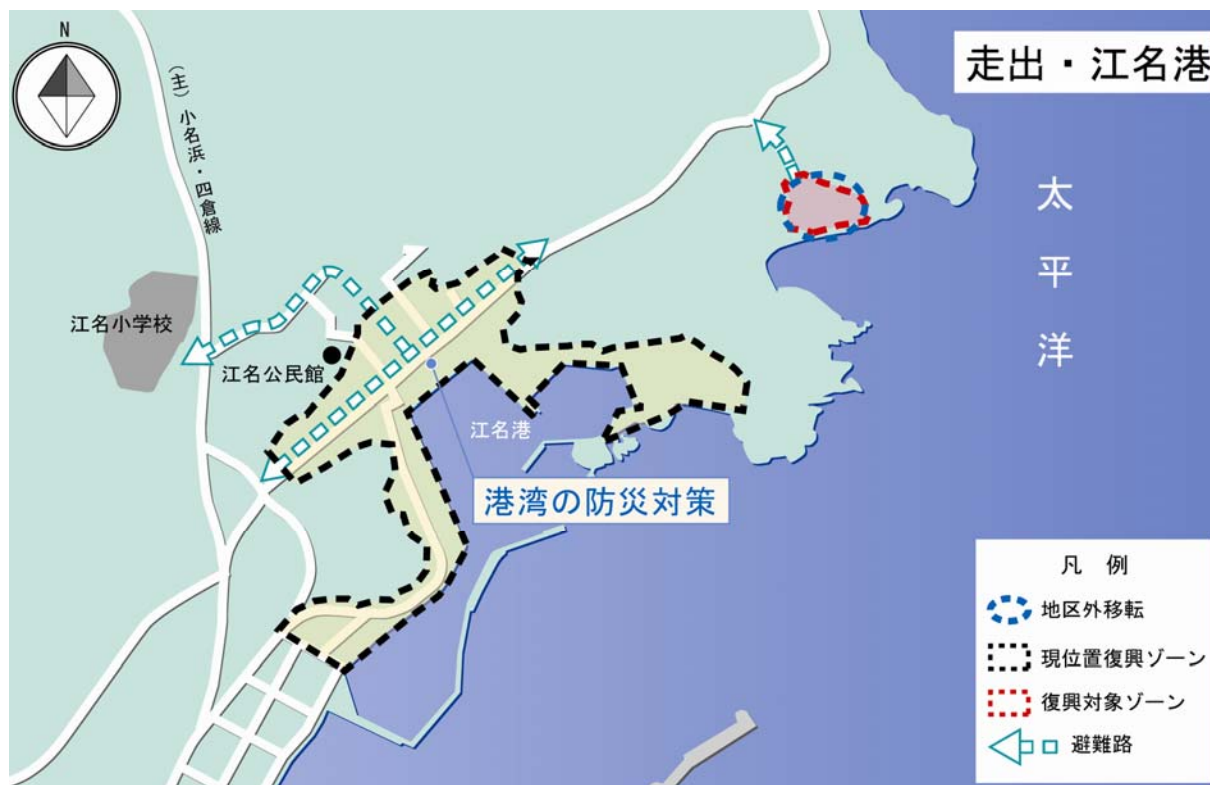 N
走出・江名港
(主)小名浜・四倉線
太平洋
江名小学校
江名公民館
江名港
港湾の防災対策
凡 例
地区外移転
現位置復興ゾーン
復興対象ゾーン
避難路